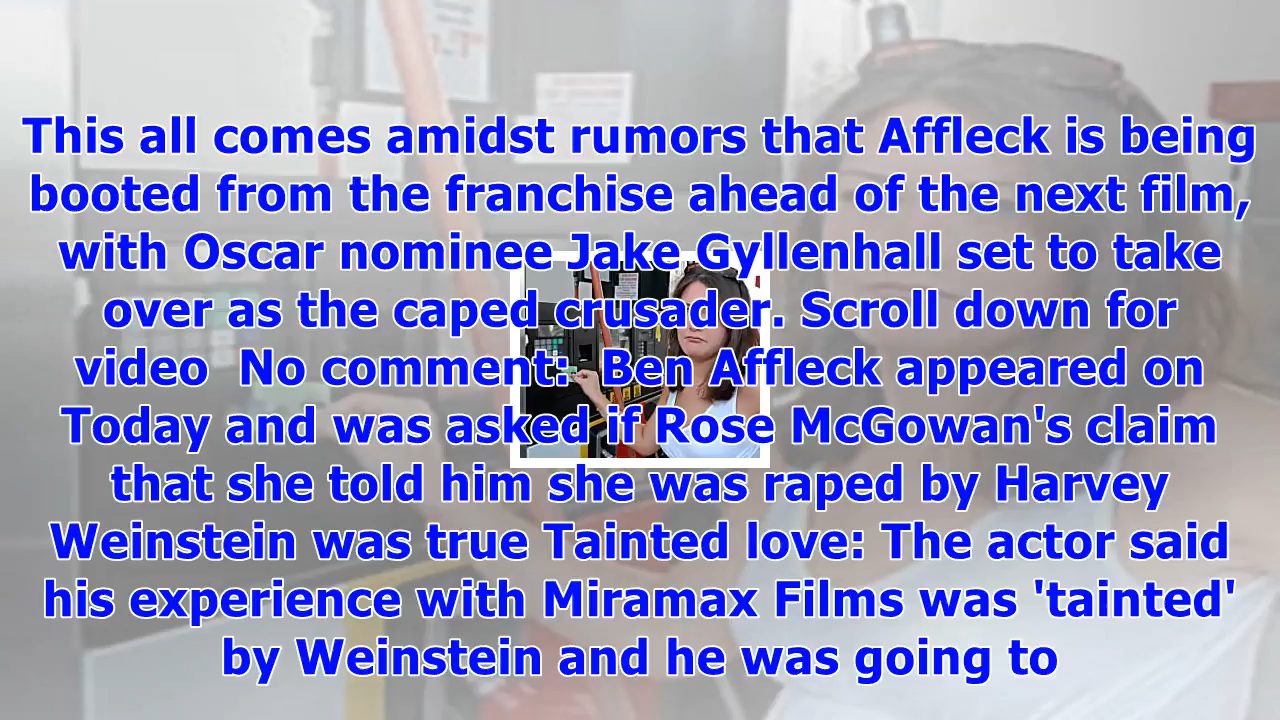 This all comes amidst rumors that Affleck is being
booted from the franchise ahead of the next film,
with Oscar nominee Jake Gyllenhall set to take
over as the caped crusader. Scroll down for
video  No comment:  Ben Affleck appeared on
Today and was asked if Rose McGowan's claim
that she told him she was raped by Harvey
Weinstein was true Tainted love: The actor said
his experience with Miramax Films was 'tainted'
by Weinstein and he was going to